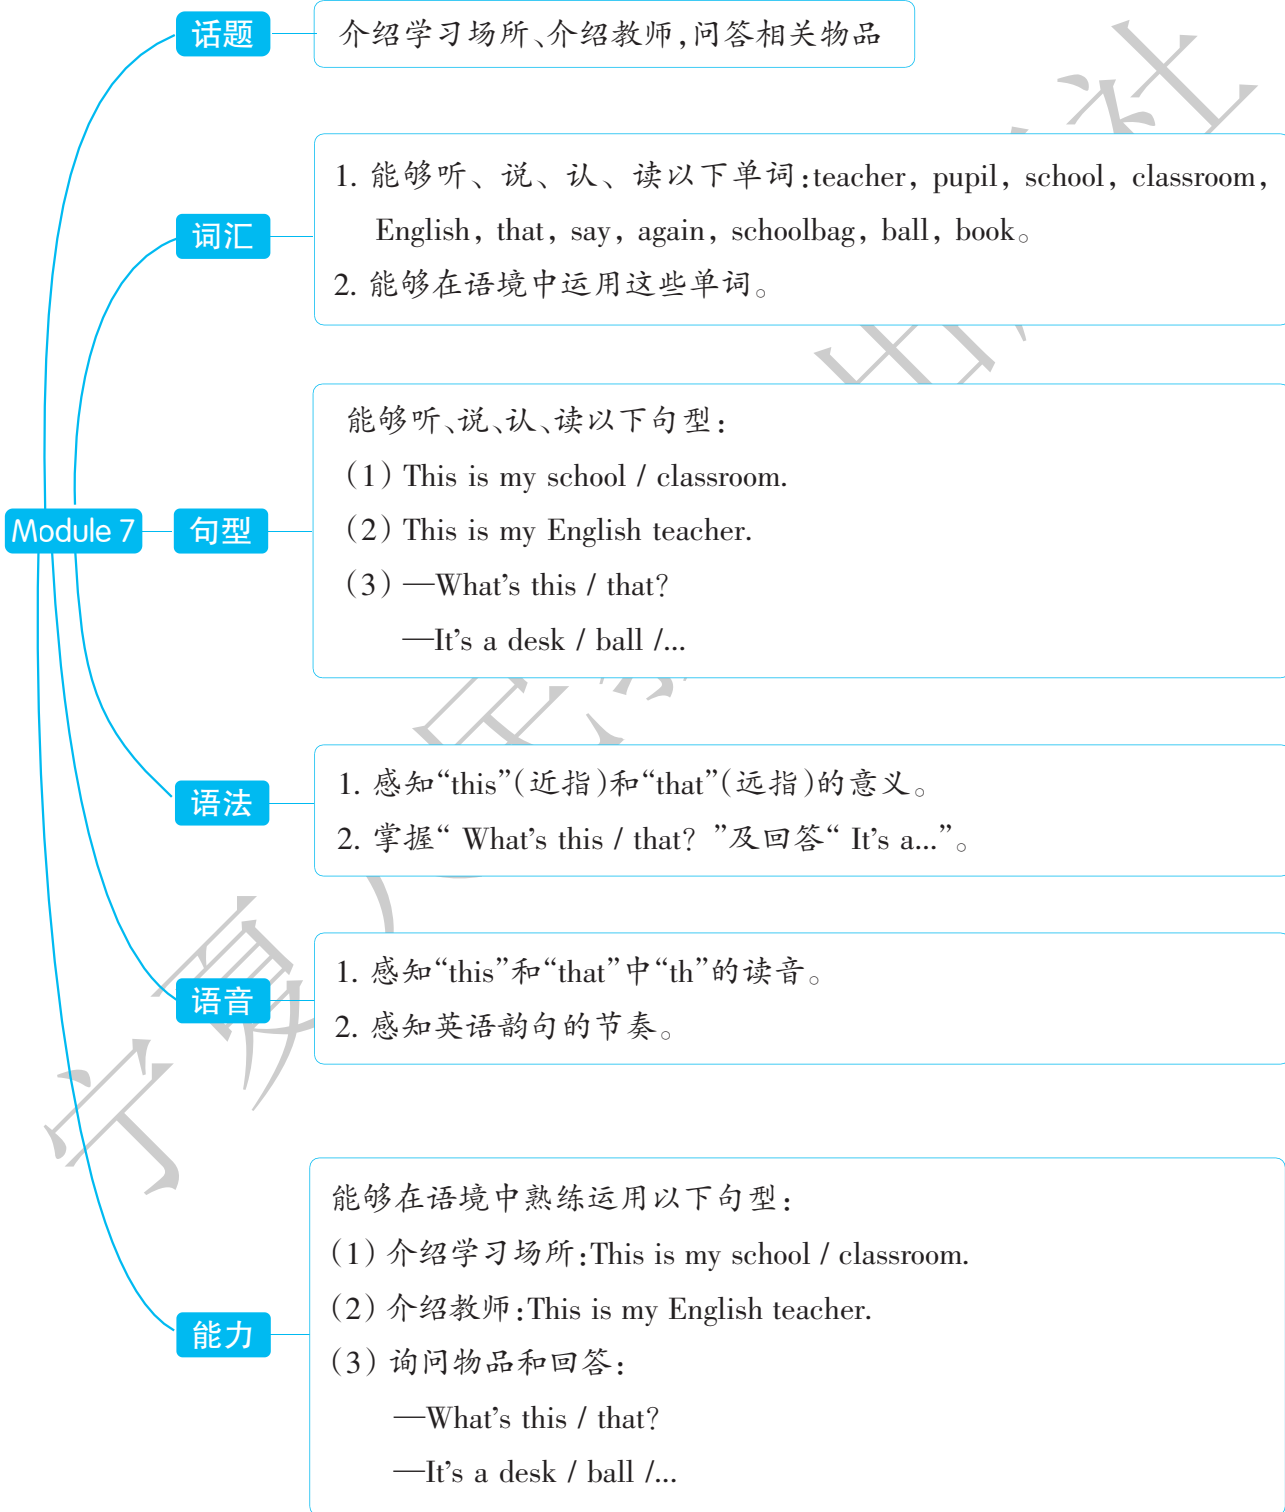 话题
介绍学习场所、介绍教师,问答相关物品
词汇
1. 能够听、说、认、读以下单词:teacher, pupil, school, classroom,
English, that, say, again, schoolbag, ball, book。
2. 能够在语境中运用这些单词。
Module 7
句型
能够听、说、认、读以下句型:
(1) This is my school / classroom.
(2) This is my English teacher.
(3) —What's this / that?
—It's a desk / ball /...
语法
1. 感知“this”(近指)和“that”(远指)的意义。
2. 掌握“ What's this / that? ”及回答“ It's a...”。
语音
1. 感知“this”和“that”中“th”的读音。
2. 感知英语韵句的节奏。
能力
能够在语境中熟练运用以下句型:
(1) 介绍学习场所:This is my school / classroom.
(2) 介绍教师:This is my English teacher.
(3) 询问物品和回答:
—What's this / that?
—It's a desk / ball /...